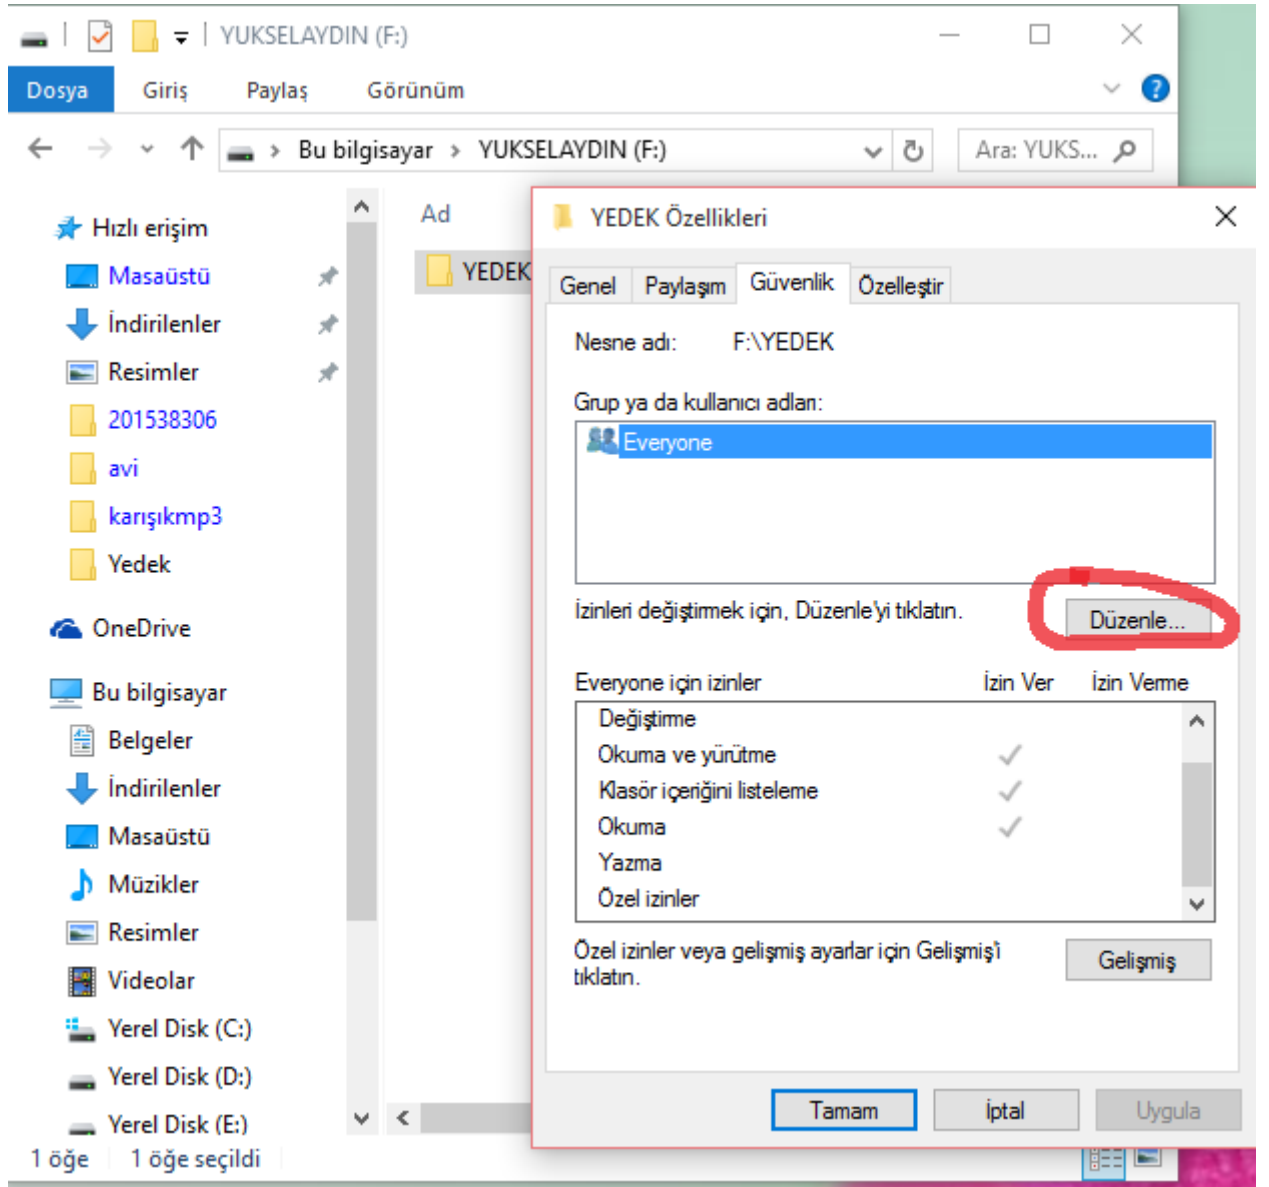 YUKSELAYDIN (F:)
Dosya Giriş Paylaş Görünüm
Bu bilgisayar YUKSELAYDIN (F:) Ara: YUKS...
Hızlı erişim
Masaüstü
İndirilenler
Resimler
201538306
avi
karışıkmp3
Yedek
OneDrive
Bu bilgisayar
Belgeler
İndirilenler
Masaüstü
Müzikler
Resimler
Videolar
Yerel Disk (C:)
Yerel Disk (D:)
Yerel Disk (E:)
1 öğe 1 öğe seçildi
Ad
YEDEK
YEDEK Özellikleri
Genel Paylaşım Güvenlik Özelleştir
Nesne adı: F:\YEDEK
Grup ya da kullanıcı adları:
Everyone
İzinleri değiştirmek için, Düzenle'yi tıklatın. Düzenle...
Everyone için izinler İzin Ver İzin Verme
Değiştirme
Okuma ve yürütme
Klasör içeriğini listeleme
Okuma
Yazma
Özel izinler
Özel izinler veya gelişmiş ayarlar için Gelişmiş'i
tıklatın.
Gelişmiş
Tamam İptal Uygula